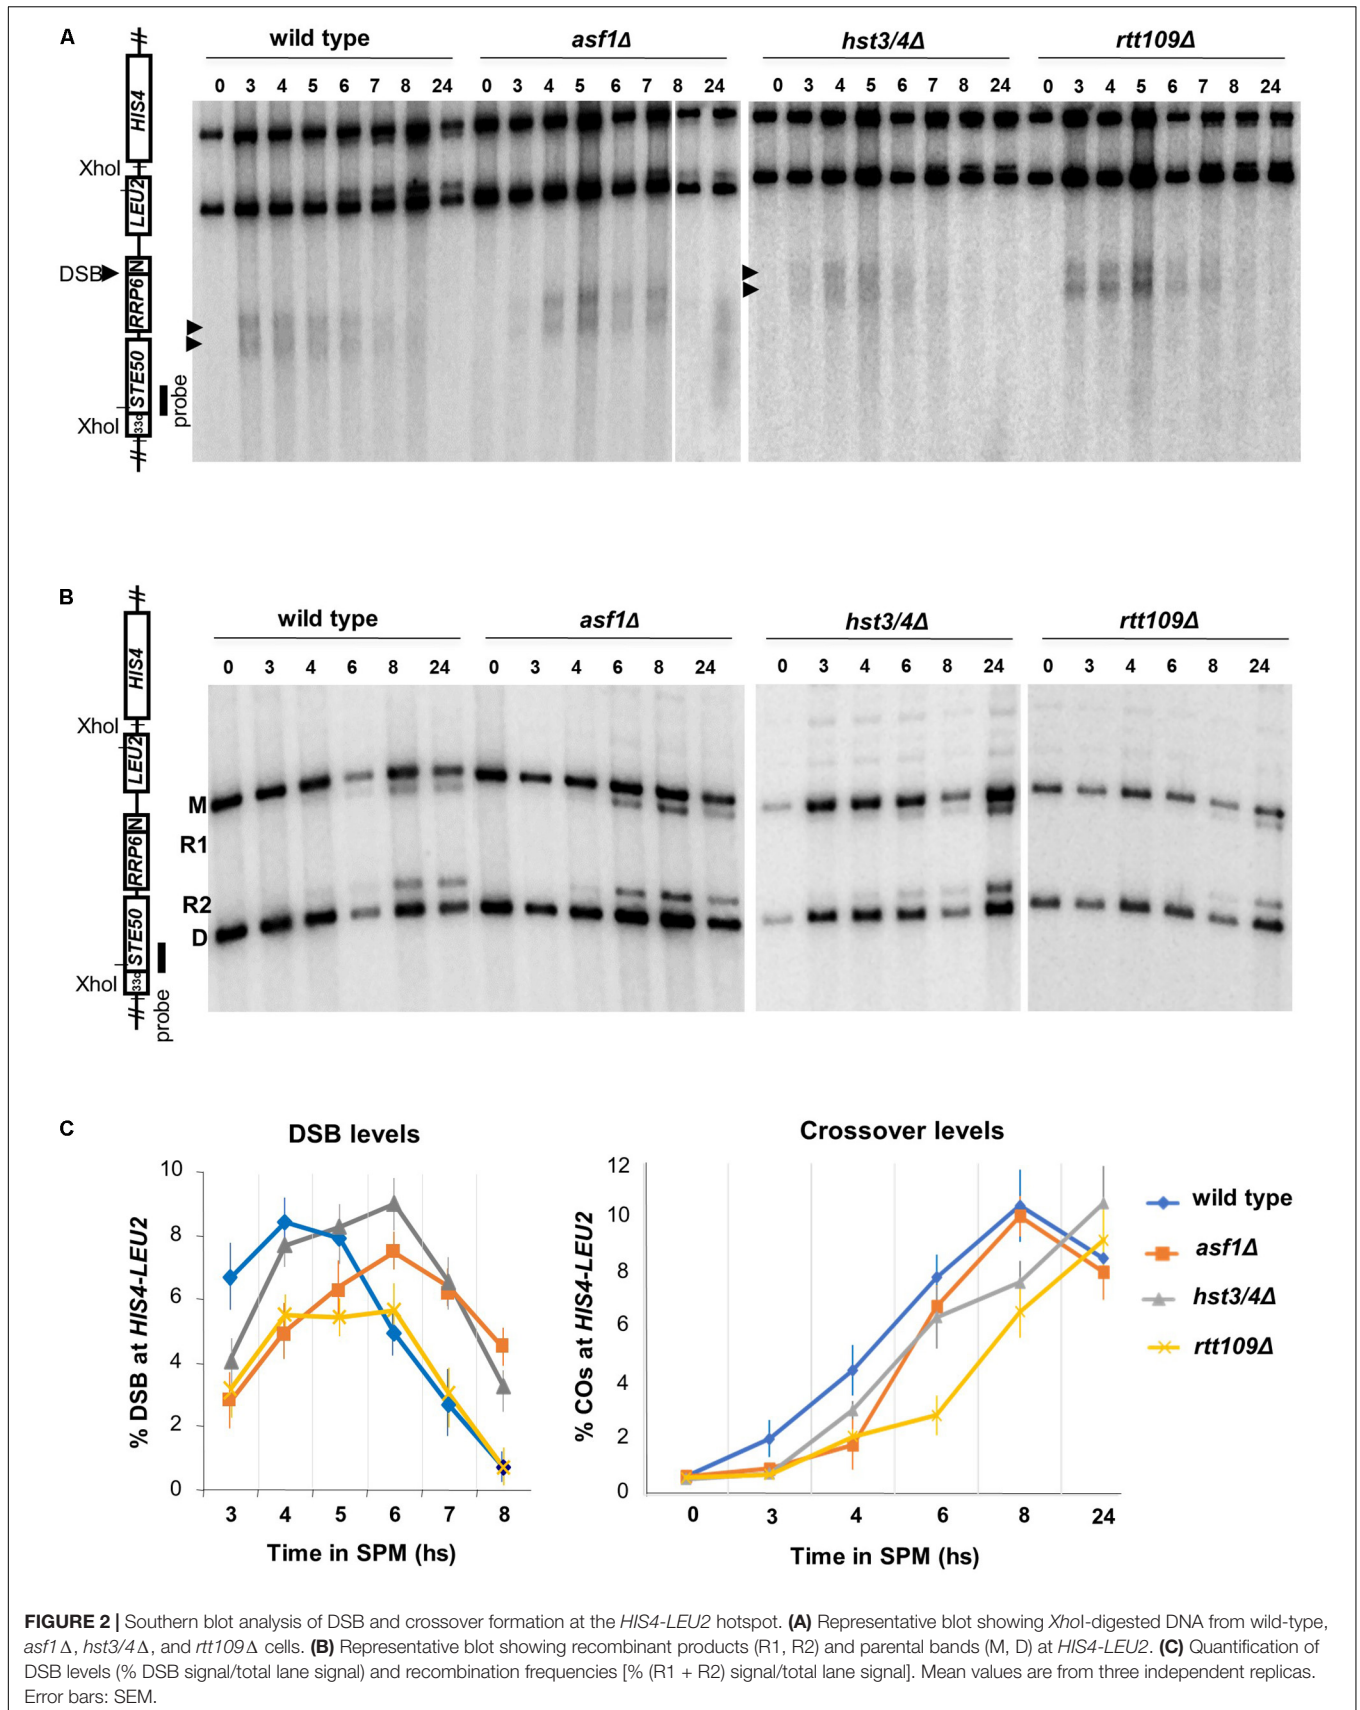 A
wild type asf1Δ hst3/4Δ rtt109Δ
0 3 4 5 6 7 8 24 0 3 4 5 6 7 8 24 0 3 4 5 6 7 8 24 0 3 4 5 6 7 8 24
HIS4
XhoI
LEU2
DSB
N
RRP6
STE50
probe
33c
XhoI
B
wild type asf1Δ hst3/4Δ rtt109Δ
0 3 4 6 8 24 0 3 4 6 8 24 0 3 4 6 8 24 0 3 4 6 8 24
HIS4
XhoI
LEU2
M
N
R1
RRP6
R2
STE50
D
33c
XhoI
probe
C
DSB levels
% DSB at HIS4-LEU2
10
8
6
4
2
0
3 4 5 6 7 8
Time in SPM (hs)
Crossover levels
% COs at HIS4-LEU2
12
10
8
6
4
2
0
0 3 4 6 8 24
Time in SPM (hs)
wild type
asf1Δ
hst3/4Δ
rtt109Δ
FIGURE 2 | Southern blot analysis of DSB and crossover formation at the HIS4-LEU2 hotspot. (A) Representative blot showing XhoI-digested DNA from wild-type,
asf1Δ, hst3/4Δ, and rtt109Δ cells. (B) Representative blot showing recombinant products (R1, R2) and parental bands (M, D) at HIS4-LEU2. (C) Quantification of
DSB levels (% DSB signal/total lane signal) and recombination frequencies [% (R1 + R2) signal/total lane signal]. Mean values are from three independent replicas.
Error bars: SEM.